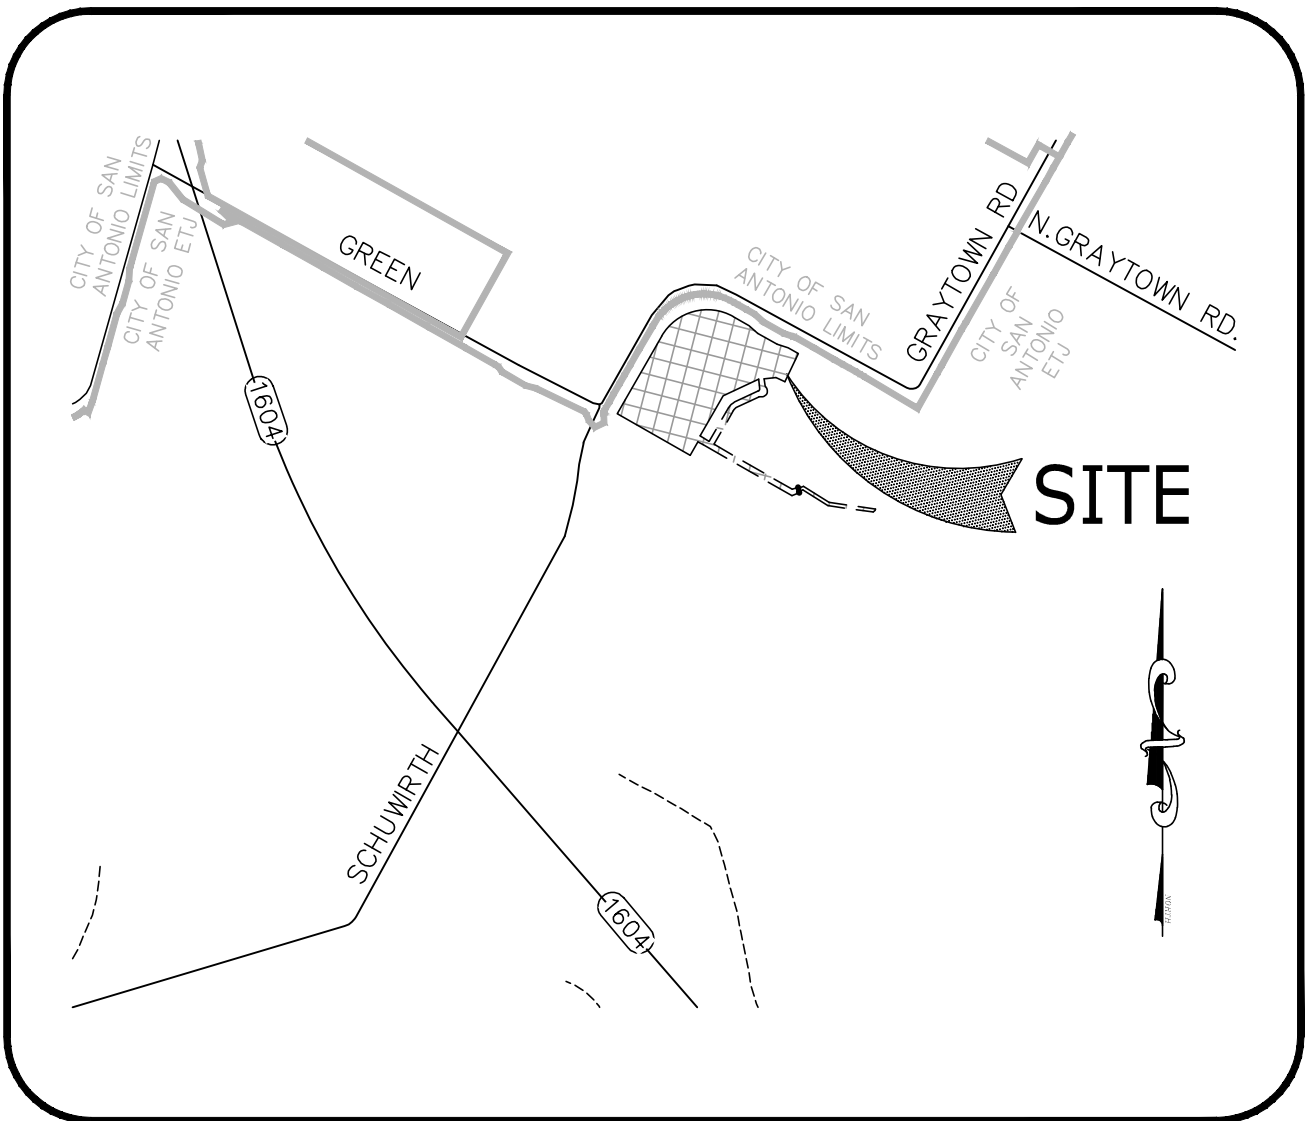 CITY OF SAN
ANTONIO LIMITS
CITY OF SAN
ANTONIO ETJ
GREEN
CITY OF SAN
ANTONIO LIMITS
GRAYTOWN RD
N.GRAYTOWN RD.
CITY OF
SAN
ANTONIO
ETJ
1604
SITE
SCHUWIRTH
1604
NORTH